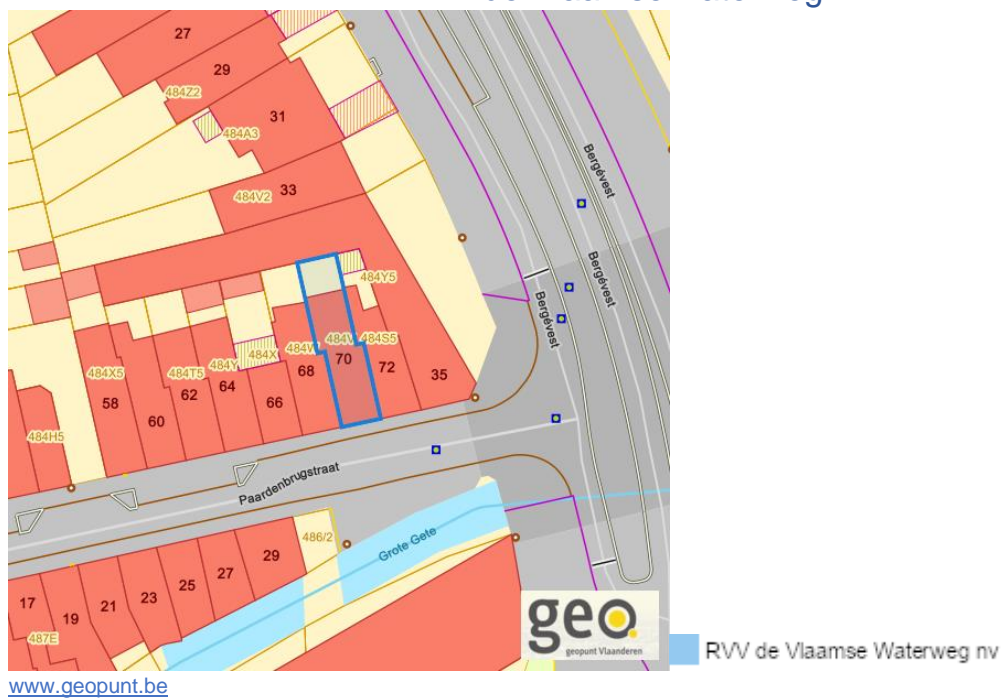 27
29
484Z2
31
484A3
33
484V2
Bergévest
Bergévest
Bergévest
484Y5
484X5
484T5
484Y
484X
484W
484V
484S5
58
60
62
64
66
68
70
72
35
484H5
Paardenbrugstraat
Grote Gete
486/2
17
19
21
23
25
27
29
487E
geo.
geopunt Vlaanderen
RVV de Vlaamse Waterweg nv
www.geopunt.be